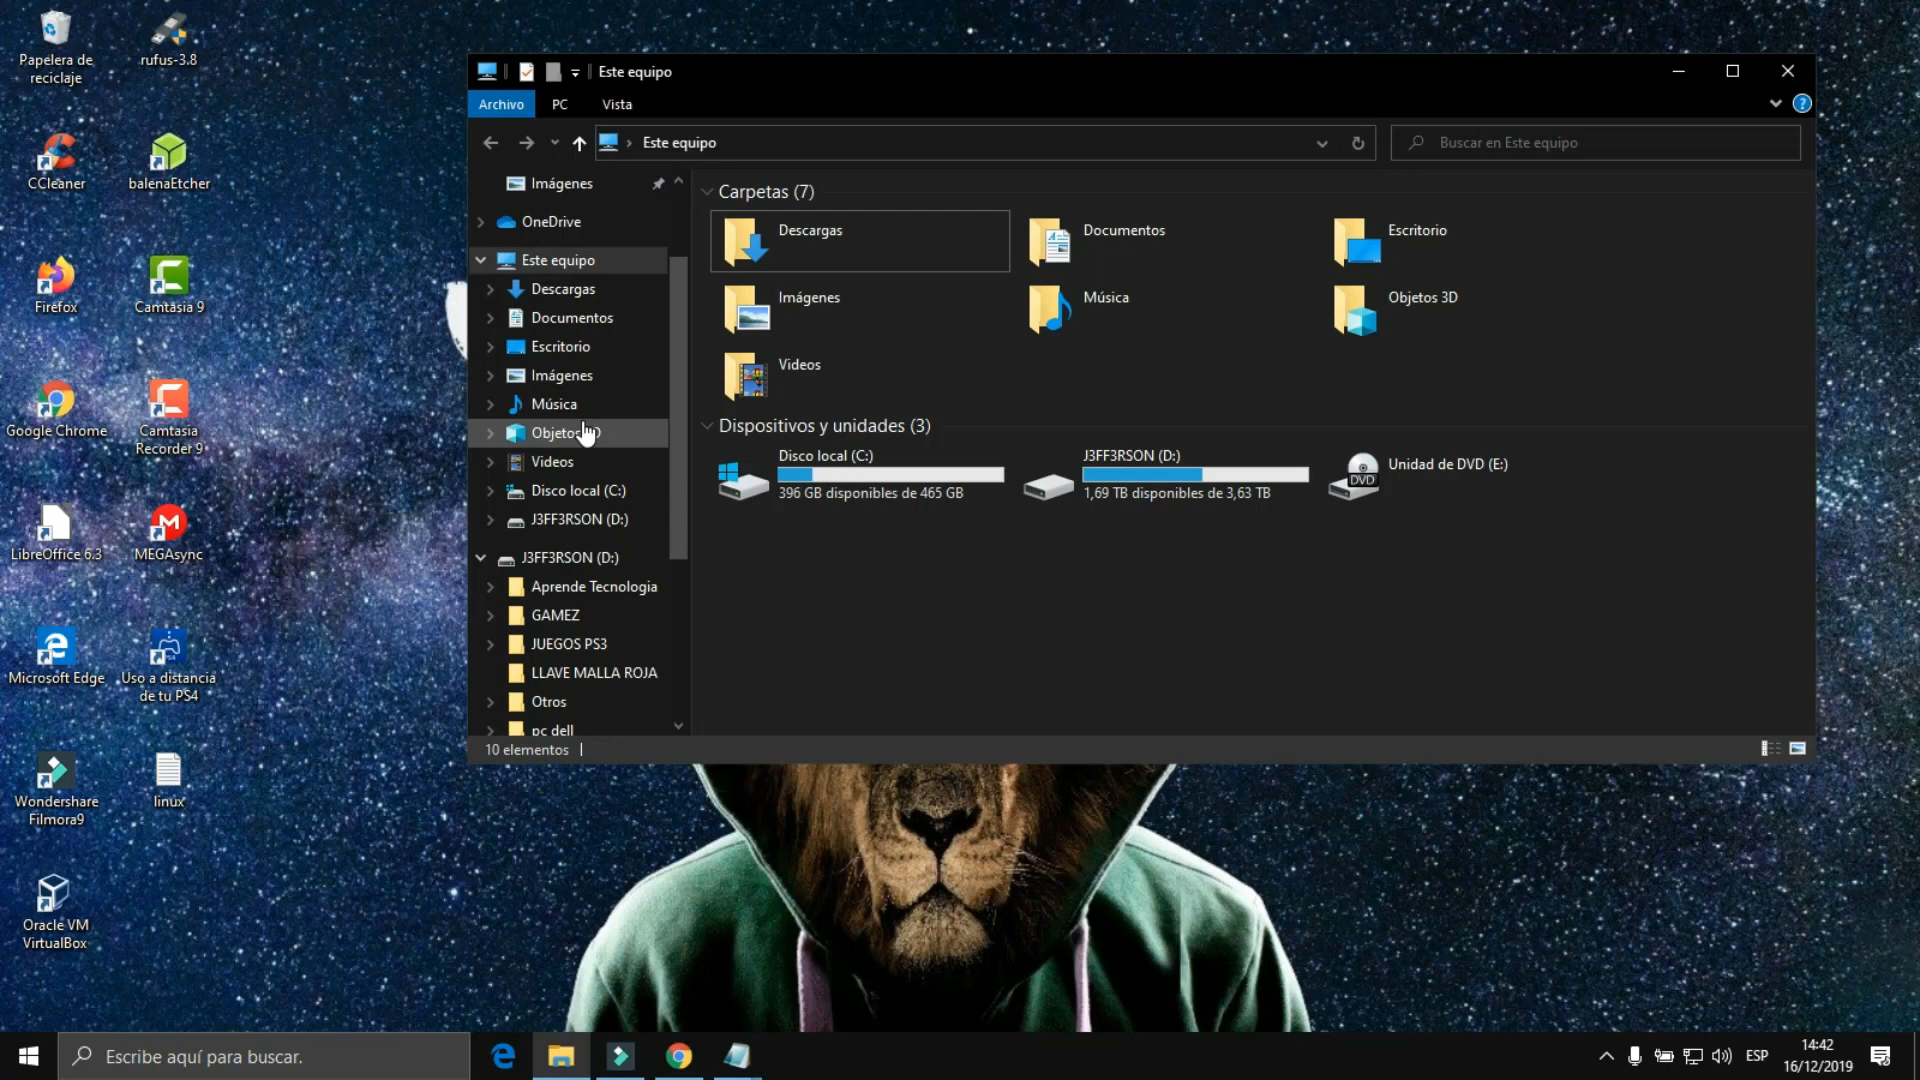 Papelera de
reciclaje
rufus-3.8
CCleaner
balenaEtcher
Firefox
Camtasia 9
Google Chrome
Camtasia
Recorder 9
LibreOffice 6.3
MEGAsync
Microsoft Edge
Uso a distancia
de tu PS4
Wondershare
Filmora9
linux
Oracle VM
VirtualBox
Este equipo
Archivo
PC
Vista
Este equipo
Buscar en Este equipo
Imágenes
OneDrive
Este equipo
Descargas
Documentos
Escritorio
Imágenes
Música
Videos
Disco local (C:)
J3FF3RSON (D:)
J3FF3RSON (D:)
Aprende Tecnologia
GAMEZ
JUEGOS PS3
LLAVE MALLA ROJA
Otros
pc dell
Carpetas (7)
Descargas
Documentos
Escritorio
Imágenes
Música
Objetos 3D
Videos
Dispositivos y unidades (3)
Disco local (C:)
396 GB disponibles de 465 GB
J3FF3RSON (D:)
1,69 TB disponibles de 3,63 TB
DVD
Unidad de DVD (E:)
10 elementos
Escribe aquí para buscar.
ESP
14:42
16/12/2019